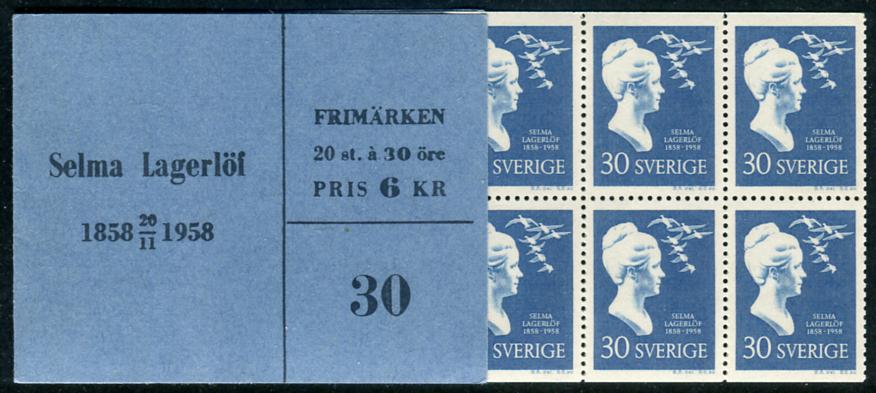 Selma Lagerlöf
1858 20/11 1958
FRIMÄRKEN
20 st. à 30 öre
PRIS 6 KR
30
SVERIGE
SELMA
LAGERLÖF
1858-1958
30 SVERIGE
SELMA
LAGERLÖF
1858-1958
30 SVERIGE
SELMA
LAGERLÖF
1858-1958
SVERIGE
SELMA
LAGERLÖF
1858-1958
30 SVERIGE
SELMA
LAGERLÖF
1858-1958
30 SVERIGE
SELMA
LAGERLÖF
1858-1958